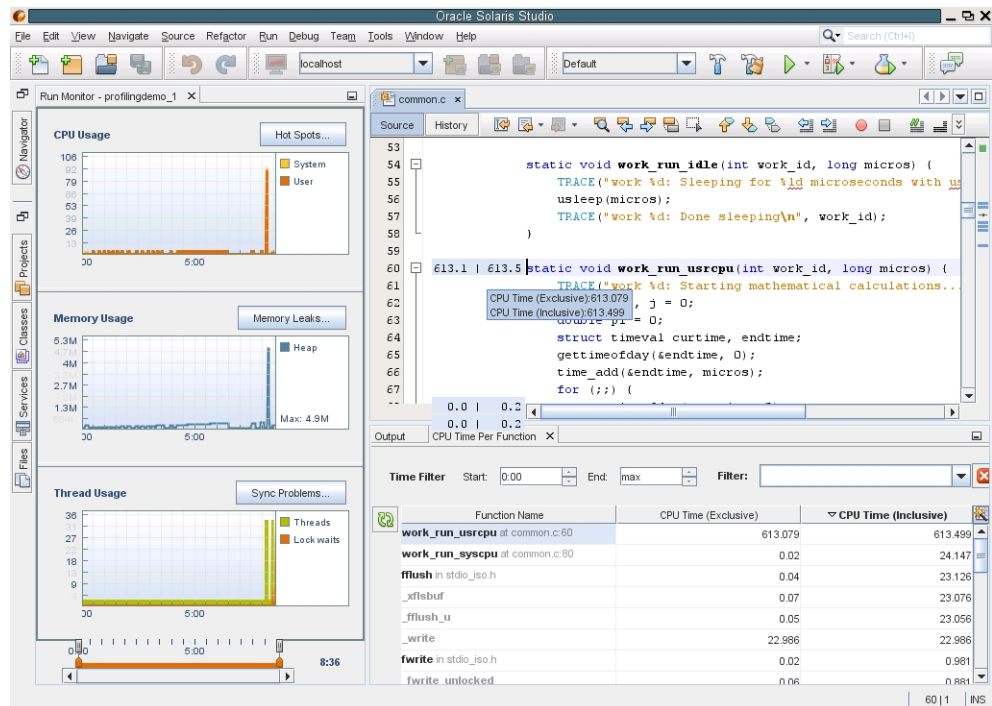 Oracle Solaris Studio
File Edit View Navigate Source Refactor Run Debug Team Tools Window Help
Search (Ctrl+I)
localhost
Default
Run Monitor - profilingdemo_1
common.c
Navigator
Projects
Classes
Services
Files
CPU Usage
Hot Spots...
106
92
79
66
53
39
26
13
System
User
00
5:00
Memory Usage
Memory Leaks...
5.3M
4.7M
4M
2.7M
1.3M
Heap
Max: 4.9M
00
5:00
Thread Usage
Sync Problems...
36
31
27
22
18
13
9
4
Threads
Lock waits
00
5:00
5:00
8:36
Source History
53
54 static void work_run_idle(int work_id, long micros) {
55 TRACE("work %d: Sleeping for %ld microseconds with us
56 usleep(micros);
57 TRACE("work %d: Done sleeping\n", work_id);
58 }
59
60 613.1 | 613.5 static void work_run_usrcpu(int work_id, long micros) {
61 TRACE("work %d: Starting mathematical calculations...
CPU Time (Exclusive):613.079
CPU Time (Inclusive):613.499
62 , j = 0;
63 double pi = 0;
64 struct timeval curtime, endtime;
65 gettimeofday(&endtime, 0);
66 time_add(&endtime, micros);
67 for (;;) {
0.0 | 0.2
0.0 | 0.2
Output CPU Time Per Function
Time Filter Start: 0:00 End: max Filter:
Function Name CPU Time (Exclusive) CPU Time (Inclusive)
work_run_usrcpu at common.c:60 613.079 613.499
work_run_syscpu at common.c:80 0.02 24.147
fflush in stdio_iso.h 0.04 23.126
_xflsbuf 0.07 23.076
_fflush_u 0.05 23.056
_write 22.986 22.986
fwrite in stdio_iso.h 0.02 0.981
_fwrite_unlocked 0.06 0.881
60|1 INS